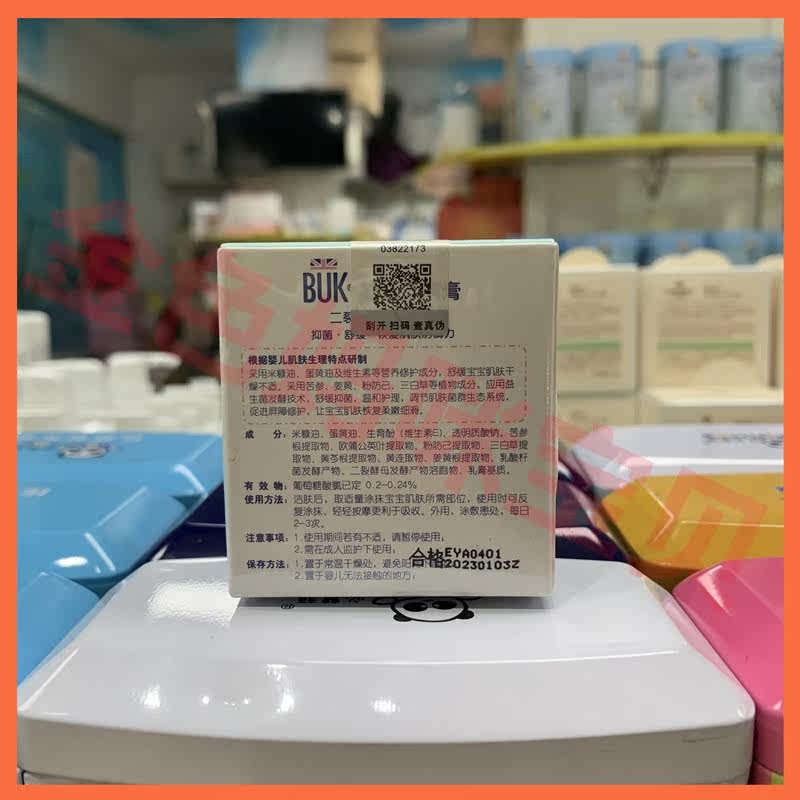 03822173
BUK
膏
二裂
刮开 扫码 查真伪
抑菌·舒缓
根据婴儿肌肤生理特点研制
采用米糠油、蛋黄油及维生素等营养修护成分,舒缓宝宝肌肤干
燥不适。采用苦参、姜黄、粉防己、三白草等植物成分,应用益
生菌发酵技术,舒缓抑菌,温和护理,调节肌肤菌群生态系统,
促进屏障修护、让宝宝肌肤恢复柔嫩细滑。
成 分:米糠油、蛋黄油、生育酚(维生素E)、透明质酸钠、苦参
根提取物、欧蒲公英叶提取物、粉防己提取物、三白草提
取物、黄芩根提取物、黄连取物、姜黄根提取物、乳酸杆
菌发酵产物、二裂酵母发酵产物溶胞物、乳膏基质。
有 效 物:葡萄糖酸氯已定 0.2-0.24%
使用方法:洁肤后,取适量涂抹宝宝肌肤所需部位,使用时可反
复涂抹,轻轻按摩更利于吸收。外用,涂敷患处,每日
2-3次。
注意事项:1.使用期间若有不适,请暂停使用;
2.需在成人监护下使用;
保存方法:1.置于常温干燥处,避免阳
2.置于婴儿无法接触的地方;
合格EYA0401
20230103Z